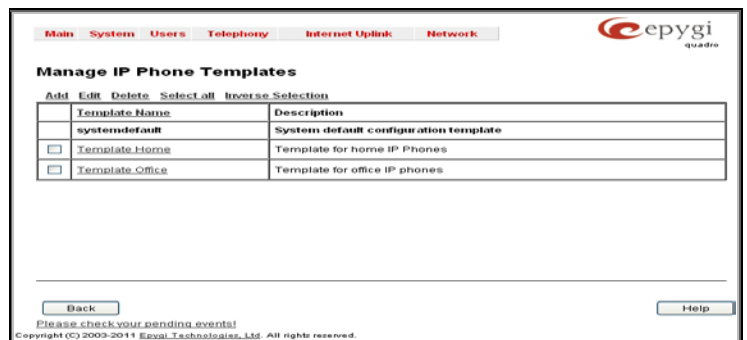 Main System Users Telephony Internet Uplink Network
epygi
quadro
Manage IP Phone Templates
Add Edit Delete Select all Inverse Selection
Template Name Description
systemdefault System default configuration template
Template Home Template for home IP Phones
Template Office Template for office IP phones
Back Help
Please check your pending events!
Copyright (C) 2003-2011 Epygi Technologies, Ltd. All rights reserved.